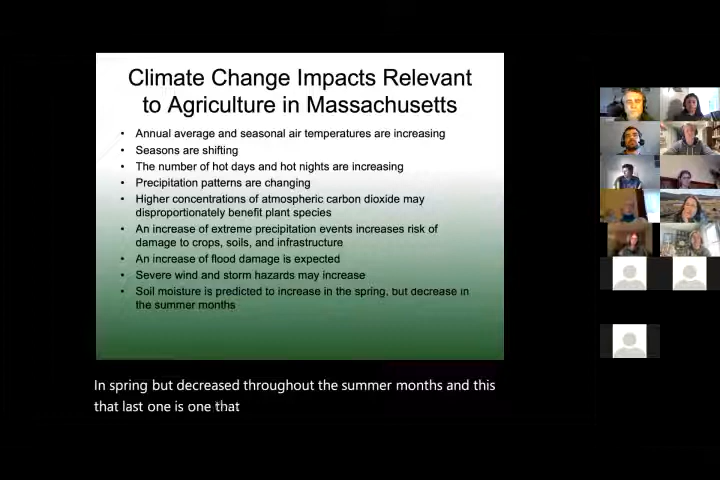 Climate Change Impacts Relevant
to Agriculture in Massachusetts
• Annual average and seasonal air temperatures are increasing
• Seasons are shifting
• The number of hot days and hot nights are increasing
• Precipitation patterns are changing
• Higher concentrations of atmospheric carbon dioxide may
disproportionately benefit plant species
• An increase of extreme precipitation events increases risk of
damage to crops, soils, and infrastructure
• An increase of flood damage is expected
• Severe wind and storm hazards may increase
• Soil moisture is predicted to increase in the spring, but decrease in
the summer months
In spring but decreased throughout the summer months and this
that last one is one that